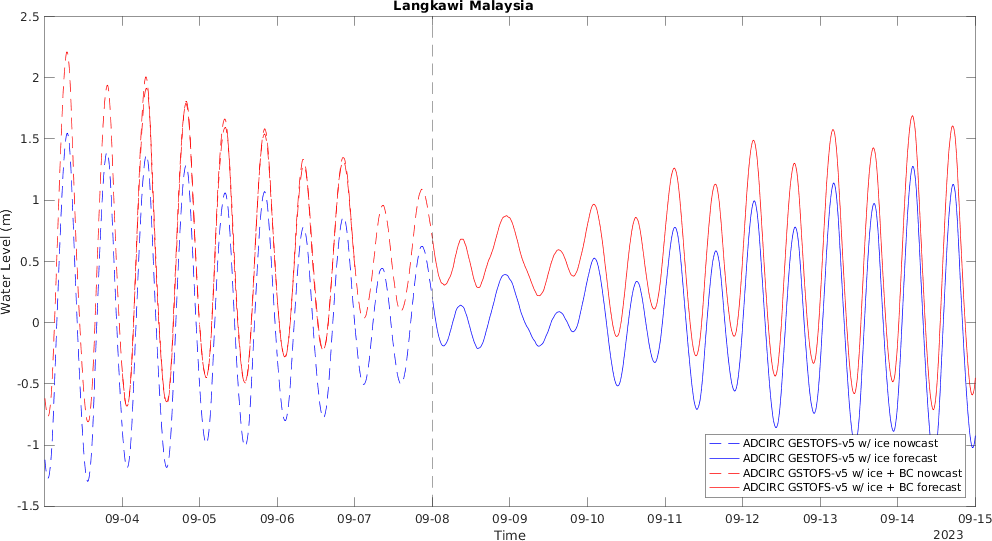 Langkawi Malaysia
2.5
2
1.5
1
0.5
0
-0.5
-1
-1.5
Water Level (m)
09-04 09-05 09-06 09-07 09-08 09-09 09-10 09-11 09-12 09-13 09-14 09-15
Time
2023
ADCIRC GESTOFS-v5 w/ ice nowcast
ADCIRC GESTOFS-v5 w/ ice forecast
ADCIRC GSTOFS-v5 w/ ice + BC nowcast
ADCIRC GSTOFS-v5 w/ ice + BC forecast